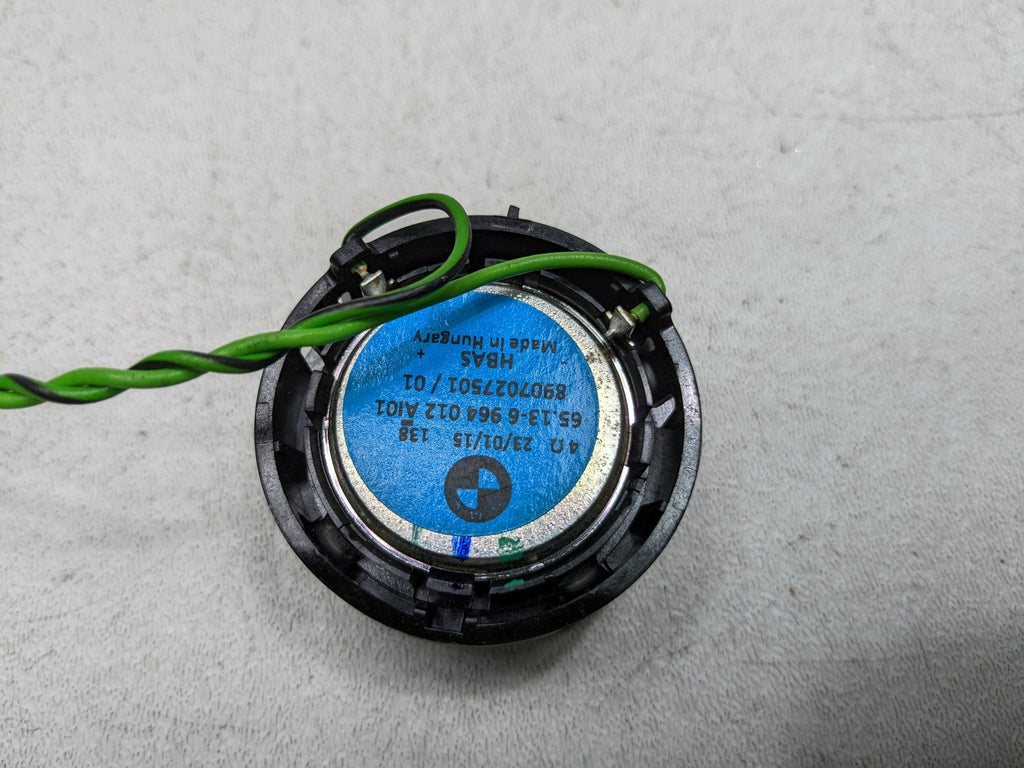 4 Ω 23/01/15 138
65.13-6 964 012 AI01
8907027501 / 01
HBAS
- +
Made in Hungary